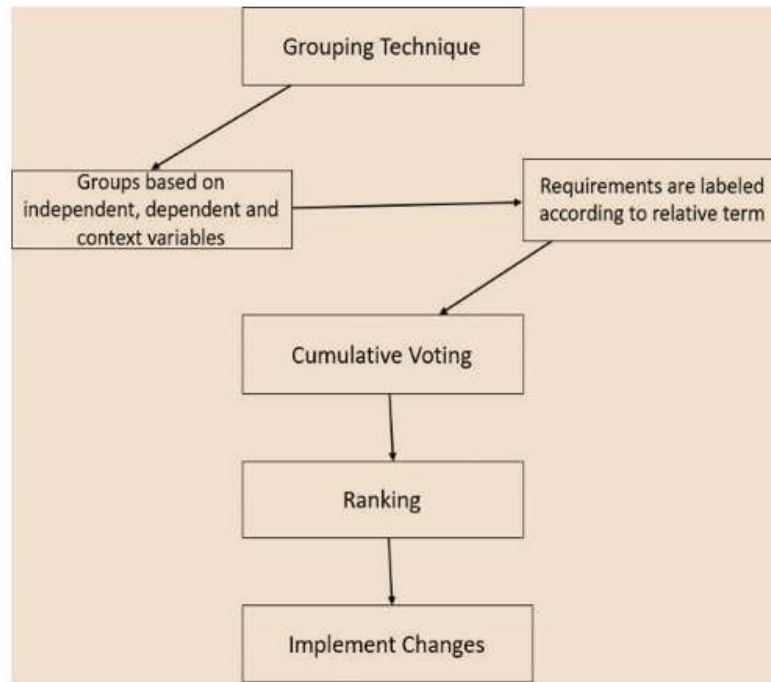 Grouping Technique
Groups based on
independent, dependent and
context variables
Requirements are labeled
according to relative term
Cumulative Voting
Ranking
Implement Changes